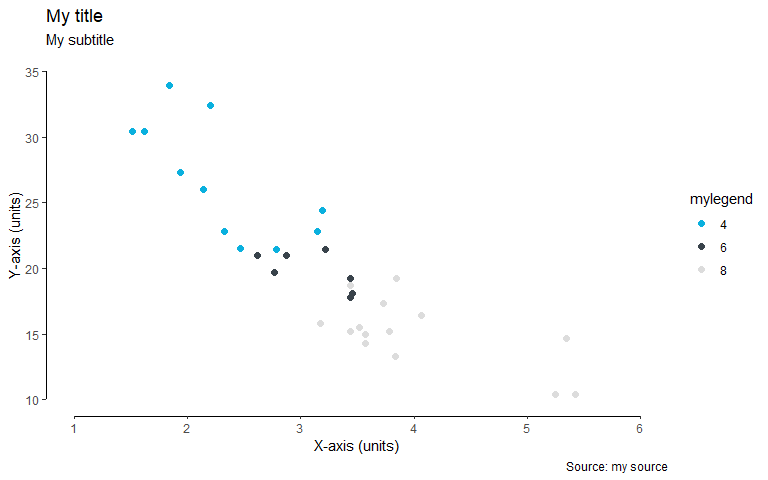 My title
My subtitle
35
30
25
20
15
10
Y-axis (units)
1 2 3 4 5 6
X-axis (units)
mylegend
4
6
8
Source: my source